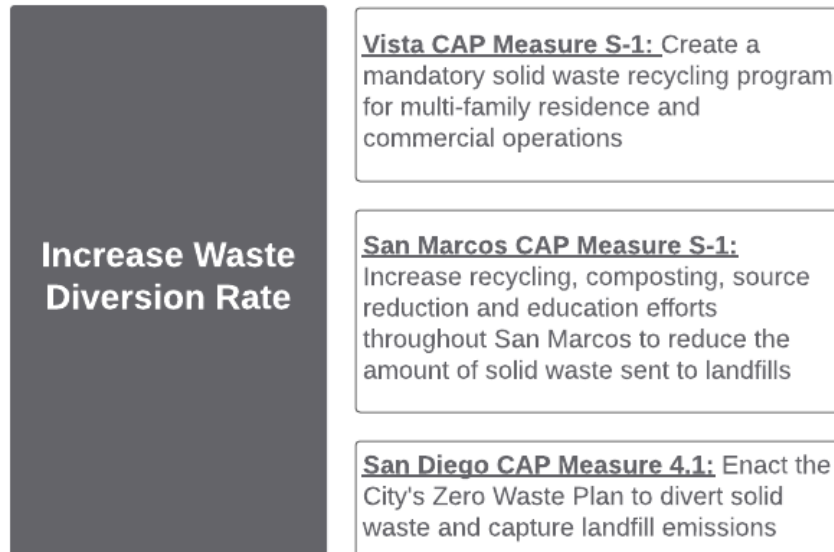 Increase Waste
Diversion Rate
Vista CAP Measure S-1: Create a
mandatory solid waste recycling program
for multi-family residence and
commercial operations
San Marcos CAP Measure S-1:
Increase recycling, composting, source
reduction and education efforts
throughout San Marcos to reduce the
amount of solid waste sent to landfills
San Diego CAP Measure 4.1: Enact the
City's Zero Waste Plan to divert solid
waste and capture landfill emissions